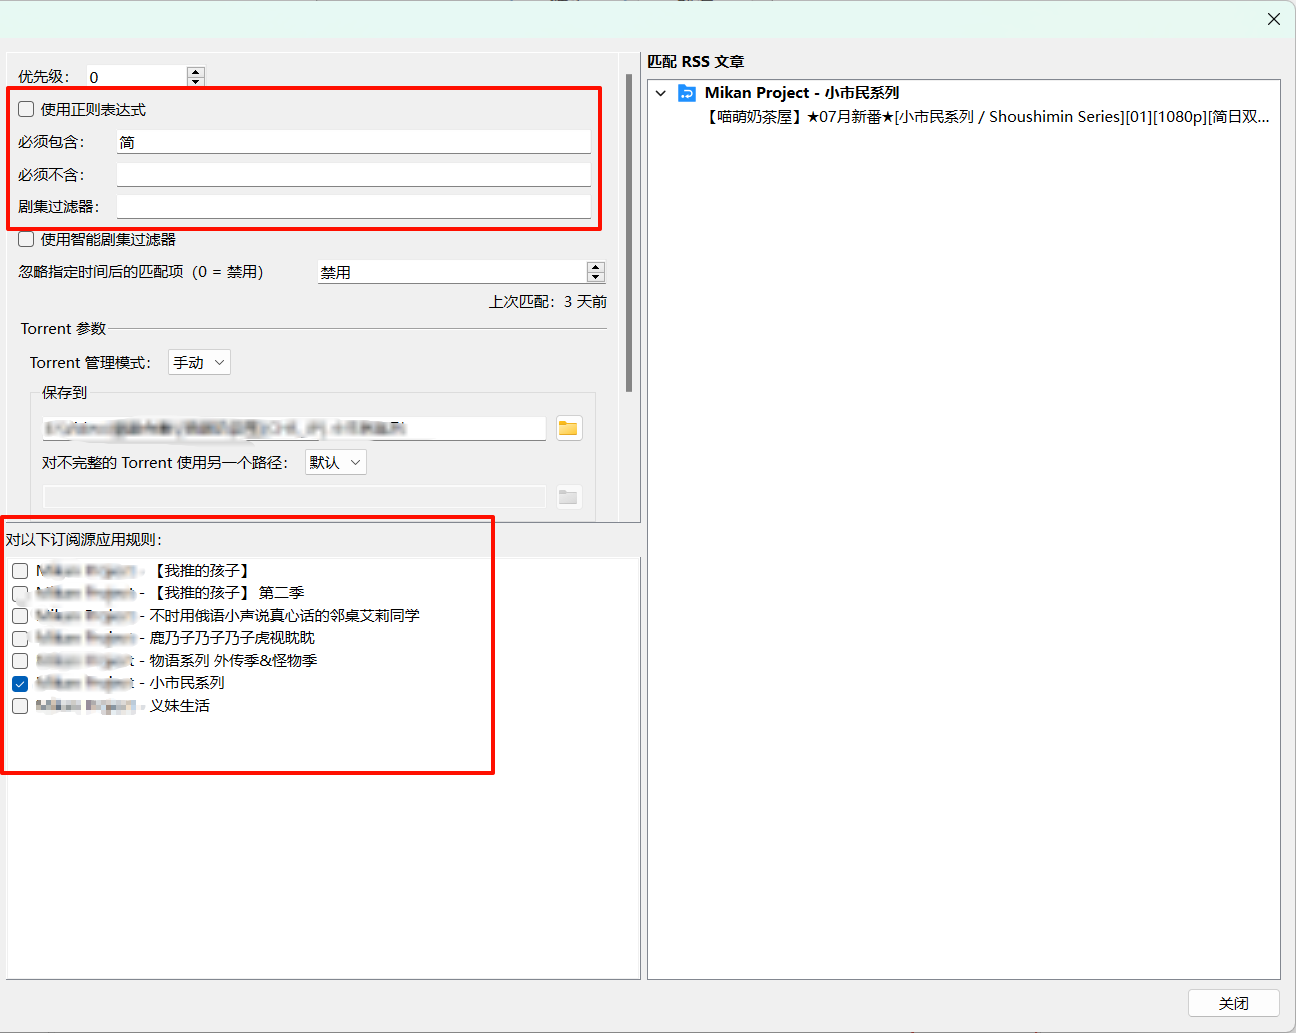 优先级：
0
使用正则表达式
必须包含：
简
必须不含：
剧集过滤器：
使用智能剧集过滤器
忽略指定时间后的匹配项（0 = 禁用）
禁用
上次匹配：3 天前
Torrent 参数
Torrent 管理模式：
手动
保存到
对不完整的 Torrent 使用另一个路径：
默认
对以下订阅源应用规则：
- 【我推的孩子】
- 【我推的孩子】 第二季
- 不时用俄语小声说真心话的邻桌艾莉同学
- 鹿乃子乃子乃子虎视眈眈
- 物语系列 外传季&怪物季
- 小市民系列
- 义妹生活
匹配 RSS 文章
Mikan Project - 小市民系列
【喵萌奶茶屋】★07月新番★[小市民系列 / Shoushimin Series][01][1080p][简日双...
关闭